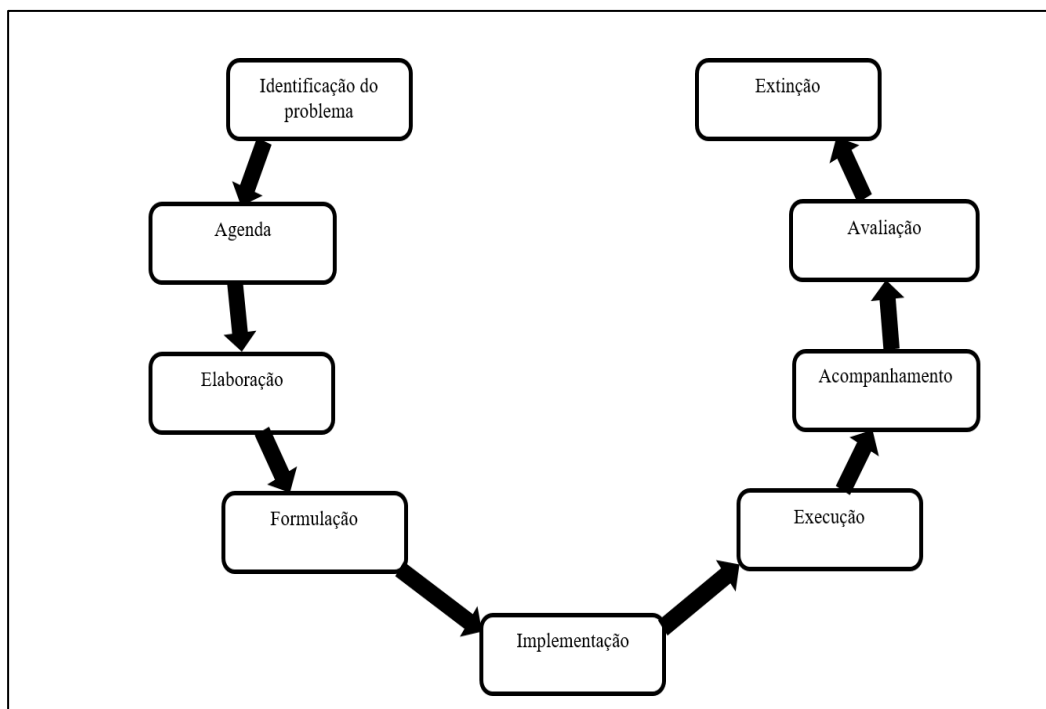 Identificação do
problema
Agenda
Elaboração
Formulação
Implementação
Execução
Acompanhamento
Avaliação
Extinção